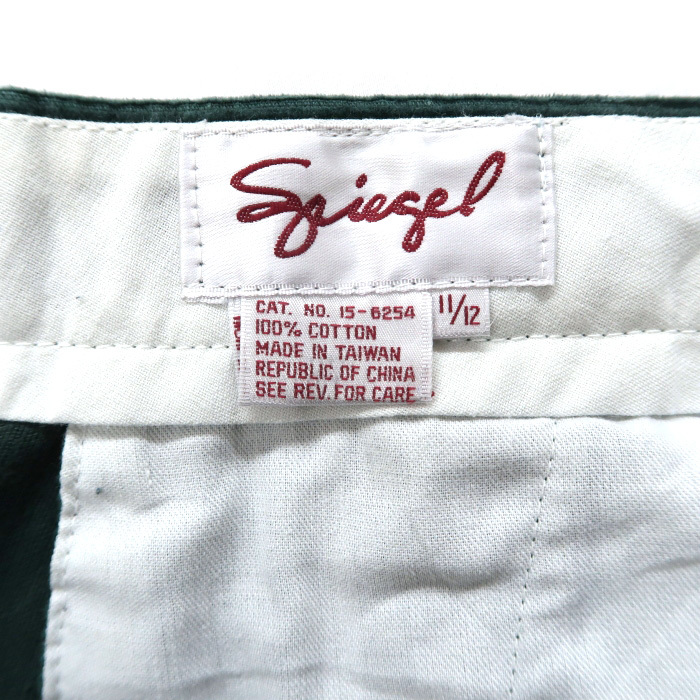 Spiegel
CAT. NO. 15-6254
100% COTTON
MADE IN TAIWAN
REPUBLIC OF CHINA
SEE REV. FOR CARE
11/12